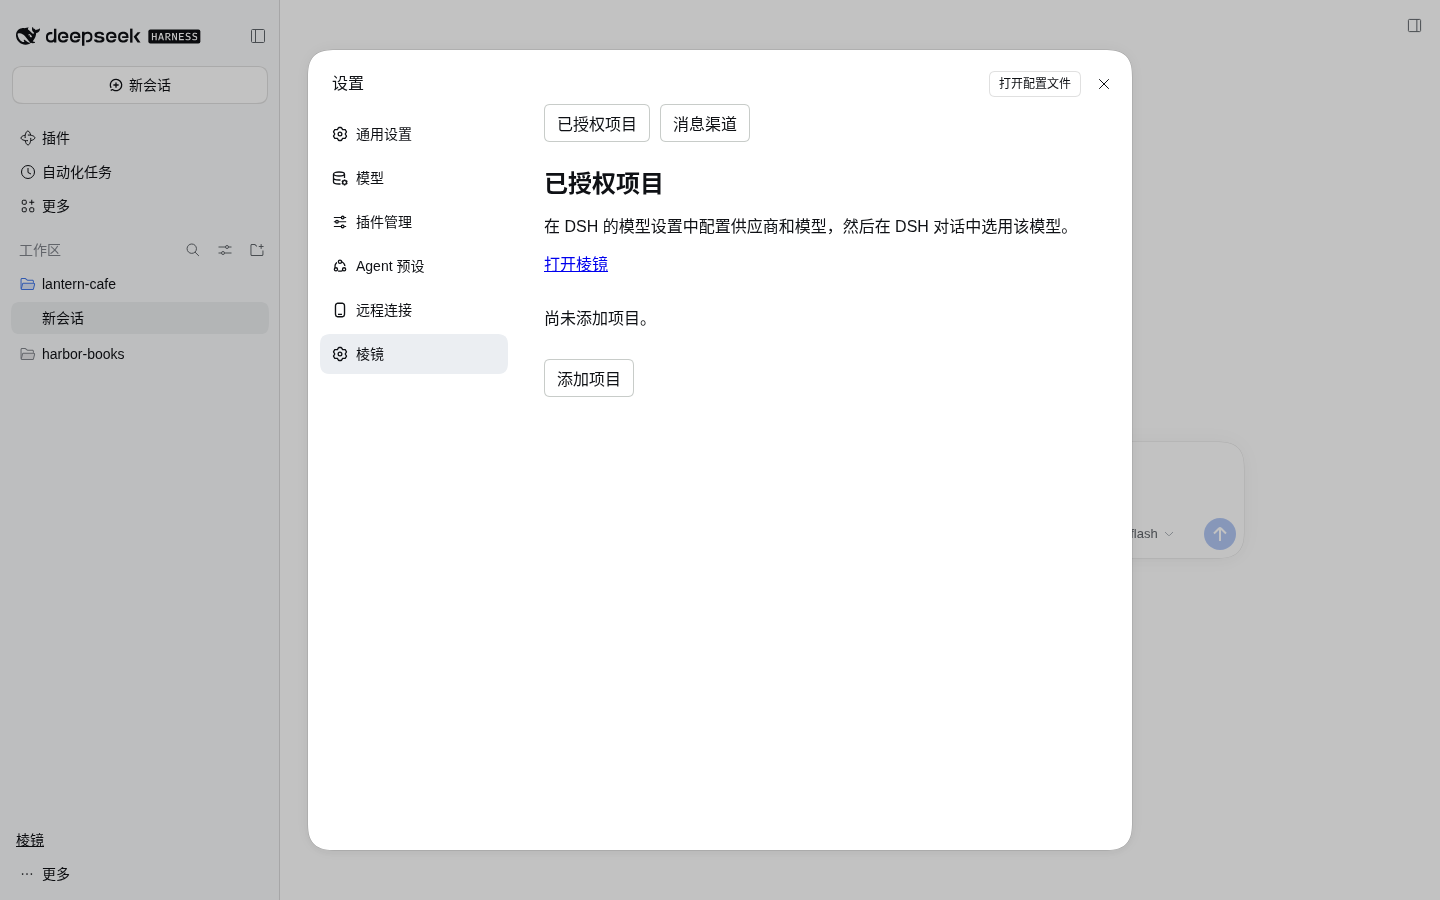 deepseek HARNESS
新会话
插件
自动化任务
更多
工作区
lantern-cafe
新会话
harbor-books
棱镜
更多
设置
打开配置文件
通用设置
模型
插件管理
Agent 预设
远程连接
棱镜
已授权项目
消息渠道
已授权项目
在 DSH 的模型设置中配置供应商和模型，然后在 DSH 对话中选用该模型。
打开棱镜
尚未添加项目。
添加项目
flash